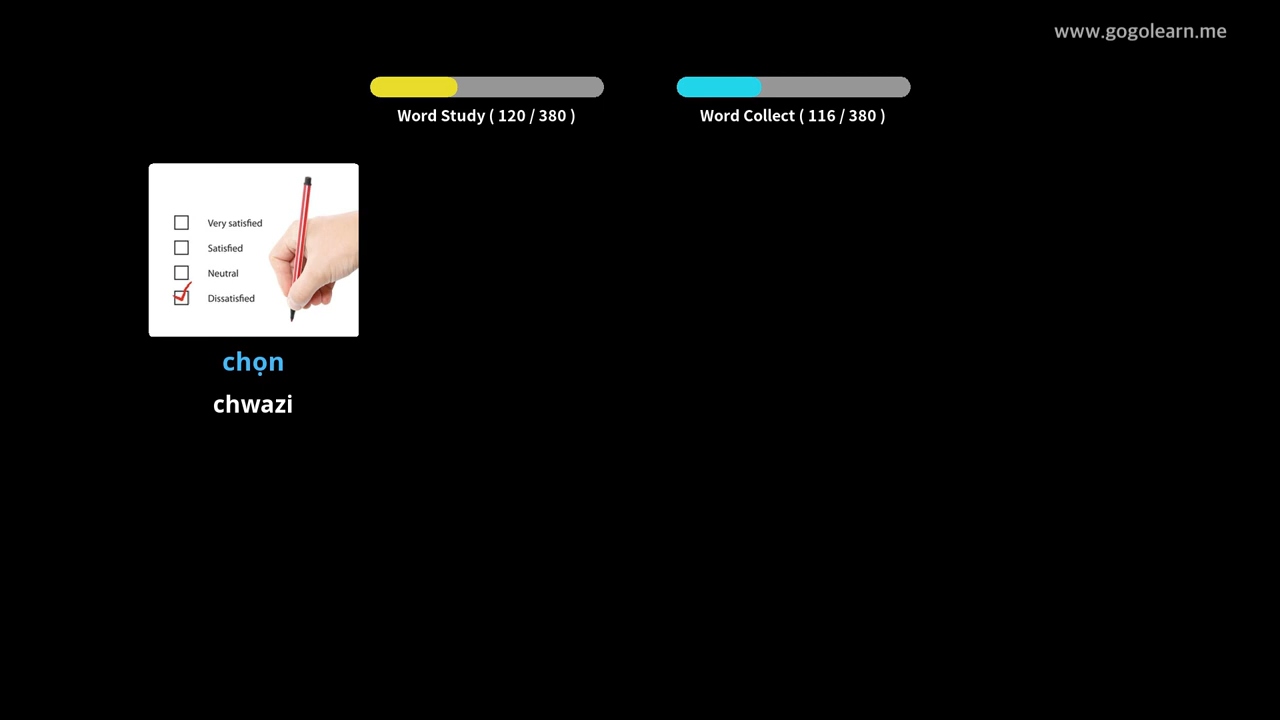 www.gogolearn.me
Word Study ( 120 / 380 )
Word Collect ( 116 / 380 )
Very satisfied
Satisfied
Neutral
Dissatisfied
chọn
chwazi